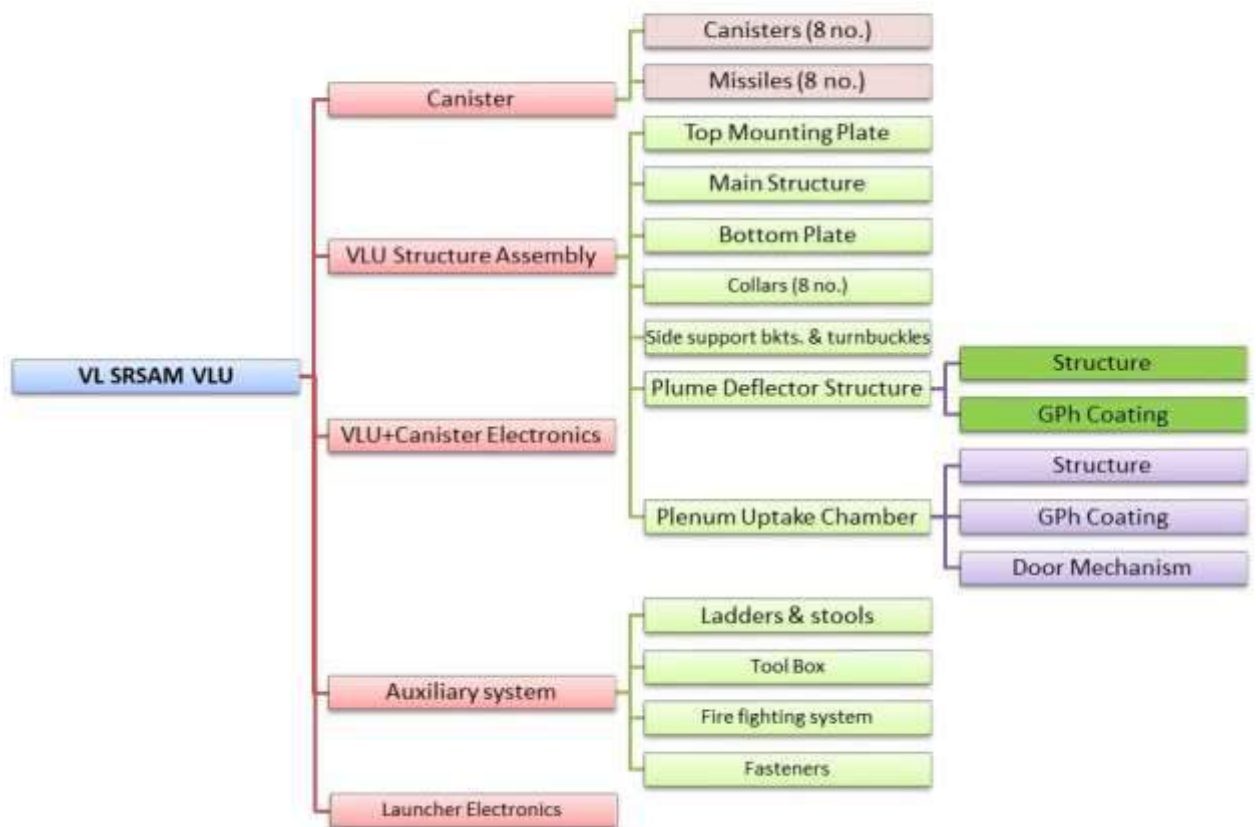 VL SRSAM VLU
Canister
Canisters (8 no.)
Missiles (8 no.)
VLU Structure Assembly
Top Mounting Plate
Main Structure
Bottom Plate
Collars (8 no.)
Side support bkts. & turnbuckles
Plume Deflector Structure
Structure
GPh Coating
Plenum Uptake Chamber
Structure
GPh Coating
Door Mechanism
VLU+Canister Electronics
Auxiliary system
Ladders & stools
Tool Box
Fire fighting system
Fasteners
Launcher Electronics